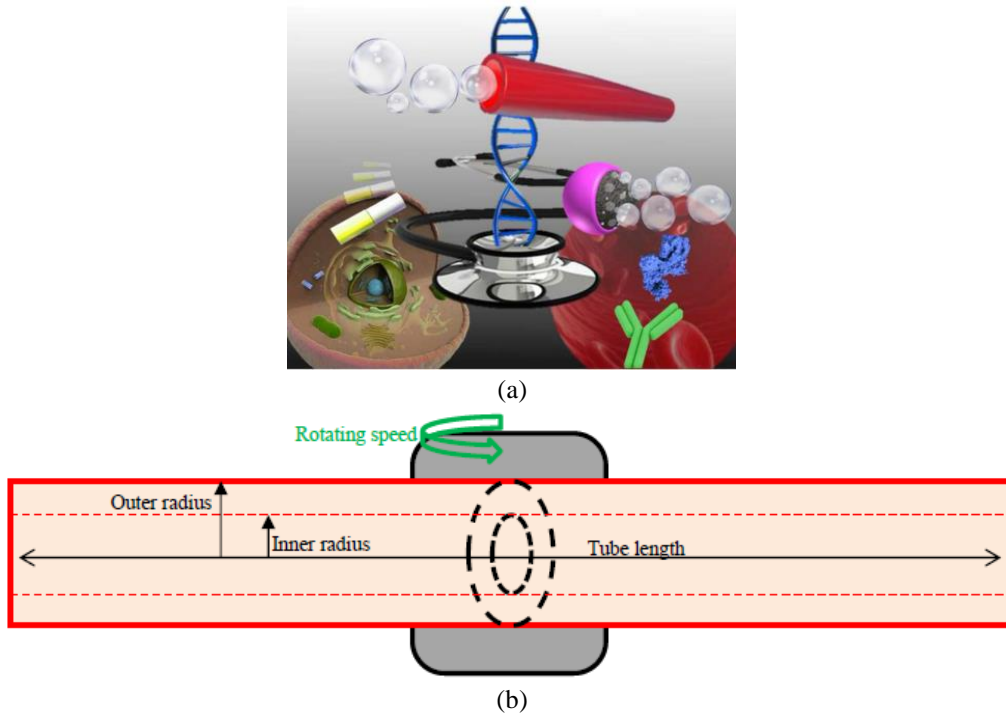 (a)
Rotating speed
Outer radius
Inner radius
Tube length
(b)